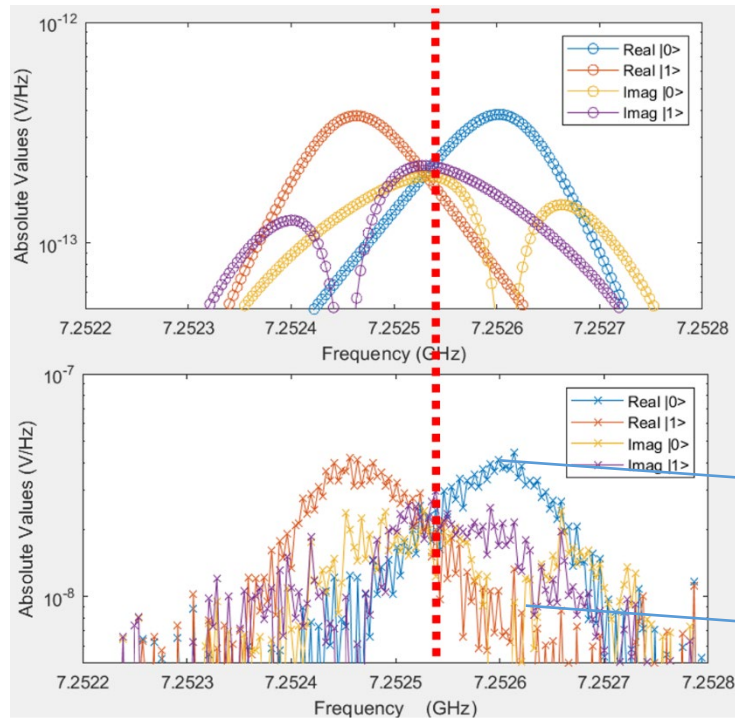 10^-12
Real |0>
Real |1>
Imag |0>
Imag |1>
Absolute Values (V/Hz)
10^-13
7.2522 7.2523 7.2524 7.2525 7.2526 7.2527 7.2528
Frequency (GHz)
10^-7
Real |0>
Real |1>
Imag |0>
Imag |1>
Absolute Values (V/Hz)
10^-8
7.2522 7.2523 7.2524 7.2525 7.2526 7.2527 7.2528
Frequency (GHz)